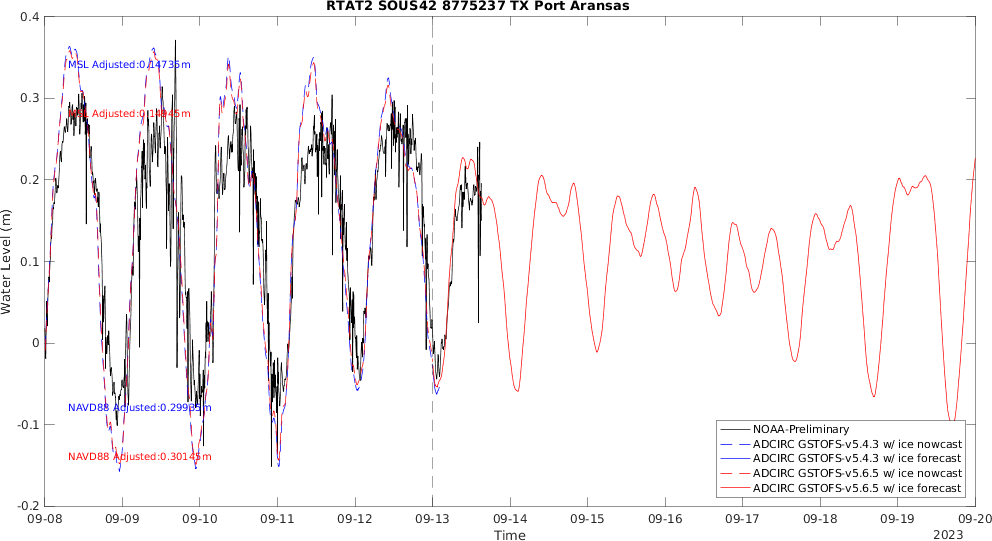 RTAT2 SOUS42 8775237 TX Port Aransas
Water Level (m)
0.4
0.3
0.2
0.1
0
-0.1
-0.2
MSL Adjusted:0.14735m
MSL Adjusted:0.14945m
NAVD88 Adjusted:0.29935m
NAVD88 Adjusted:0.30145m
NOAA-Preliminary
ADCIRC GSTOFS-v5.4.3 w/ ice nowcast
ADCIRC GSTOFS-v5.4.3 w/ ice forecast
ADCIRC GSTOFS-v5.6.5 w/ ice nowcast
ADCIRC GSTOFS-v5.6.5 w/ ice forecast
09-08 09-09 09-10 09-11 09-12 09-13 09-14 09-15 09-16 09-17 09-18 09-19 09-20
Time
2023